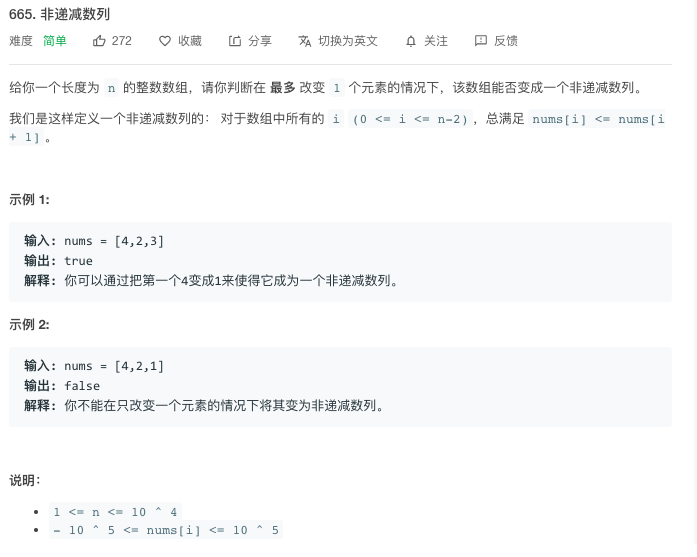 665. 非递减数列
难度 简单 272 收藏 分享 切换为英文 关注 反馈
给你一个长度为 n 的整数数组，请你判断在 最多 改变 1 个元素的情况下，该数组能否变成一个非递减数列。
我们是这样定义一个非递减数列的： 对于数组中所有的 i (0 <= i <= n-2)，总满足 nums[i] <= nums[i
+ 1]。
示例 1:
输入: nums = [4,2,3]
输出: true
解释: 你可以通过把第一个4变成1来使得它成为一个非递减数列。
示例 2:
输入: nums = [4,2,1]
输出: false
解释: 你不能在只改变一个元素的情况下将其变为非递减数列。
说明：
1 <= n <= 10 ^ 4
- 10 ^ 5 <= nums[i] <= 10 ^ 5